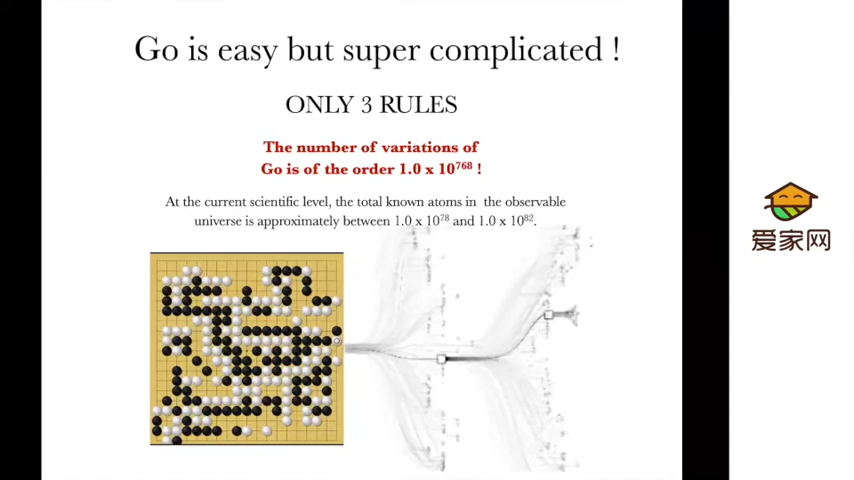 Go is easy but super complicated !
ONLY 3 RULES
The number of variations of
Go is of the order 1.0 x 10⁷⁶⁸ !
At the current scientific level, the total known atoms in the observable
universe is approximately between 1.0 x 10⁷⁸ and 1.0 x 10⁸².
爱家网